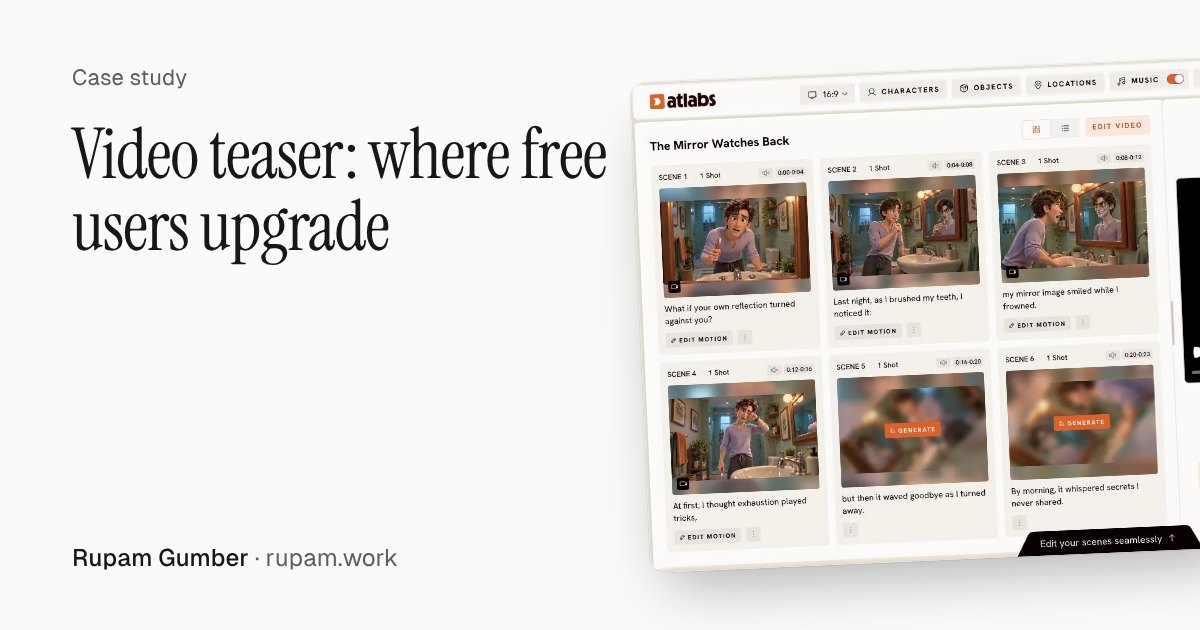 Case study
Video teaser: where free
users upgrade
Rupam Gumber · rupam.work
atlabs
16:9
CHARACTERS
OBJECTS
LOCATIONS
MUSIC
The Mirror Watches Back
EDIT VIDEO
SCENE 1 1 Shot 0:00-0:04
What if your own reflection turned
against you?
EDIT MOTION
SCENE 2 1 Shot 0:04-0:08
Last night, as I brushed my teeth, I
noticed it:
EDIT MOTION
SCENE 3 1 Shot 0:08-0:12
my mirror image smiled while I
frowned.
EDIT MOTION
SCENE 4 1 Shot 0:12-0:16
At first, I thought exhaustion played
tricks,
EDIT MOTION
SCENE 5 1 Shot 0:16-0:20
GENERATE
but then it waved goodbye as I turned
away.
SCENE 6 1 Shot 0:20-0:23
GENERATE
By morning, it whispered secrets I
never shared.
Edit your scenes seamlessly ↑